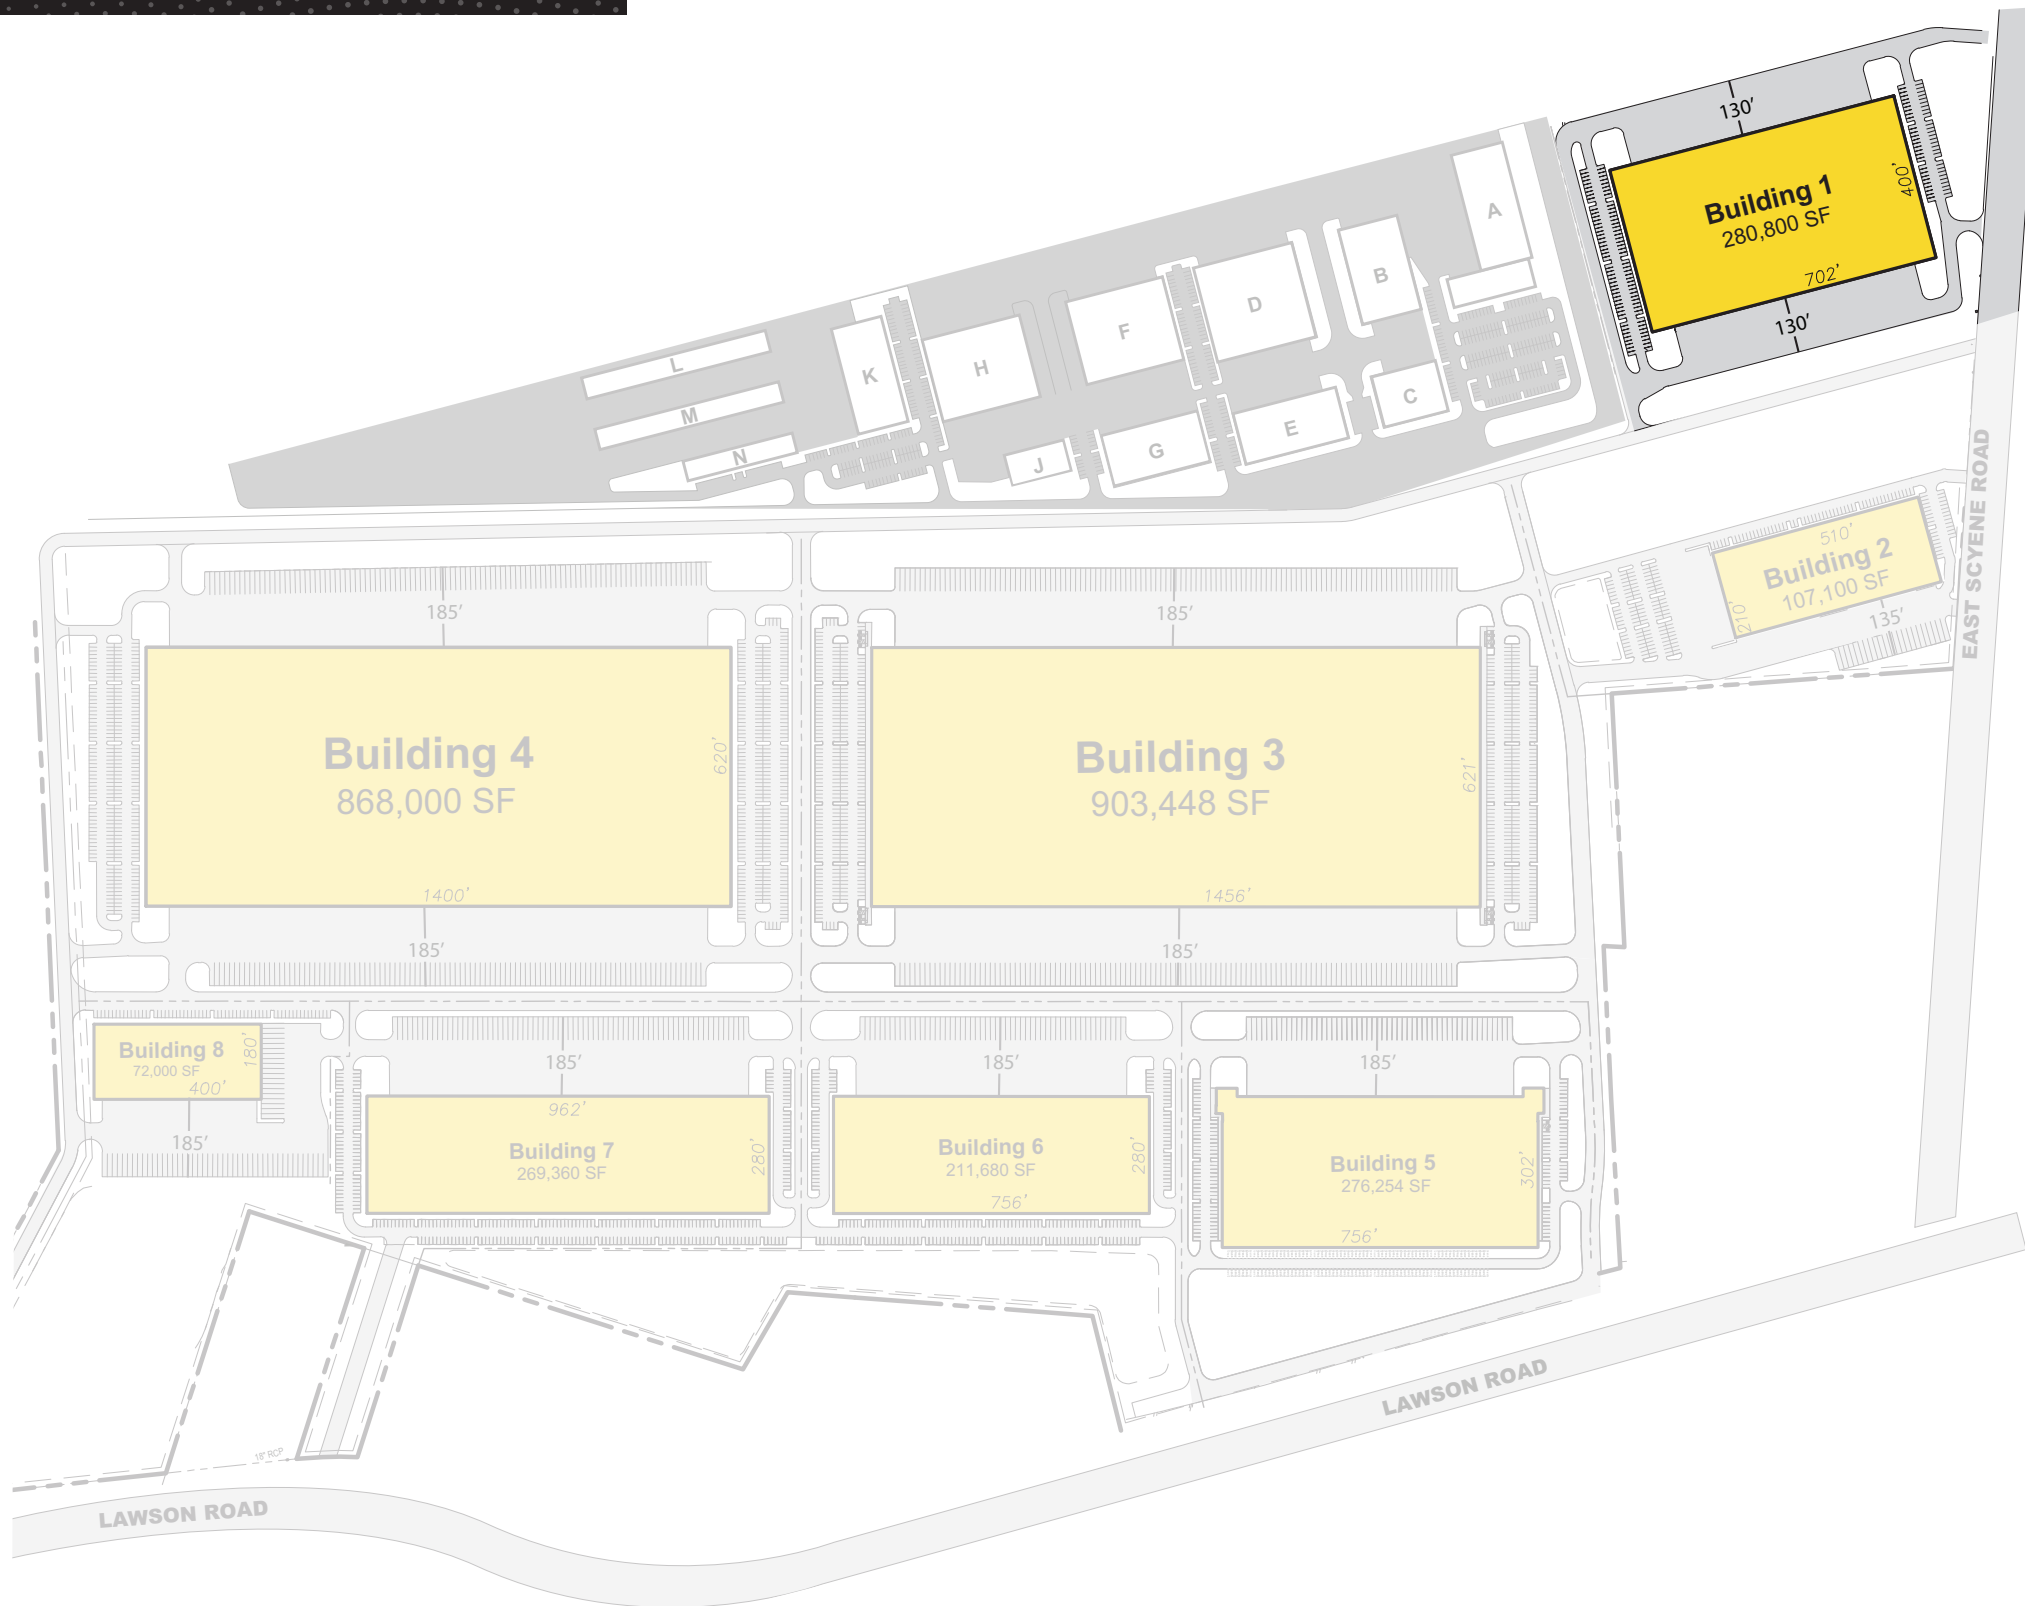 130'
Building 1
280,800 SF
400'
702'
130'
A
B
C
D
E
F
G
H
J
K
L
M
N
EAST SCYENE ROAD
510'
Building 2
107,100 SF
210'
135'
185'
Building 4
868,000 SF
620'
1400'
185'
185'
Building 3
903,448 SF
621'
1456'
185'
Building 8
72,000 SF
180'
400'
185'
185'
962'
Building 7
269,360 SF
280'
185'
Building 6
211,680 SF
280'
756'
185'
Building 5
276,254 SF
302'
756'
LAWSON ROAD
18" RCP
LAWSON ROAD